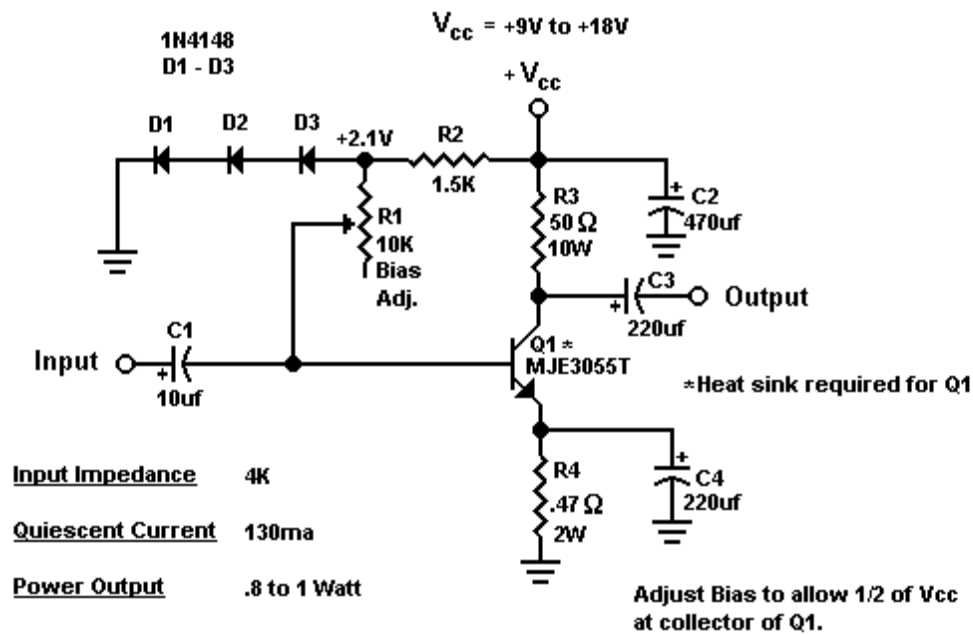 Vcc = +9V to +18V
1N4148
D1 - D3
+ Vcc
D1
D2
D3
+2.1V
R2
1.5K
R1
10K
Bias
Adj.
R3
50 Ω
10W
+
C2
470uf
C3
+
220uf
Output
C1
Input
+
10uf
Q1 *
MJE3055T
*Heat sink required for Q1
R4
.47 Ω
2W
+
C4
220uf
Input Impedance 4K
Quiescent Current 130ma
Power Output .8 to 1 Watt
Adjust Bias to allow 1/2 of Vcc
at collector of Q1.